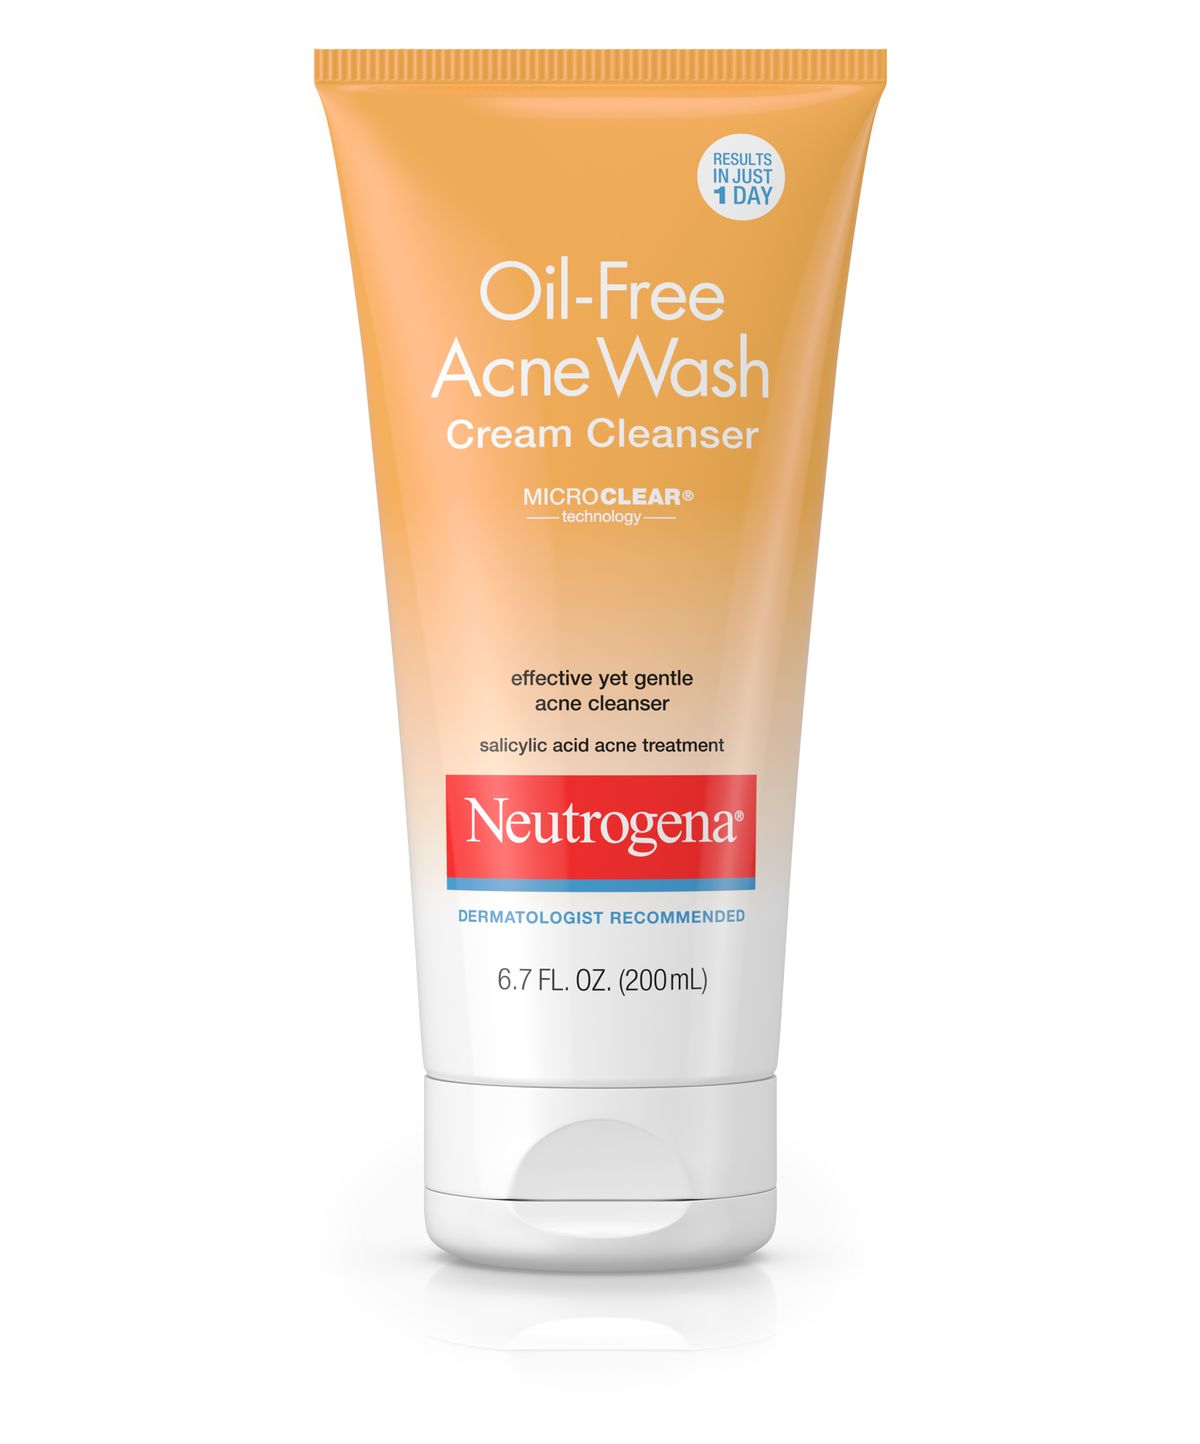 RESULTS
IN JUST
1 DAY
Oil-Free
Acne Wash
Cream Cleanser
MICROCLEAR®
technology
effective yet gentle
acne cleanser
salicylic acid acne treatment
Neutrogena®
DERMATOLOGIST RECOMMENDED
6.7 FL. OZ. (200mL)